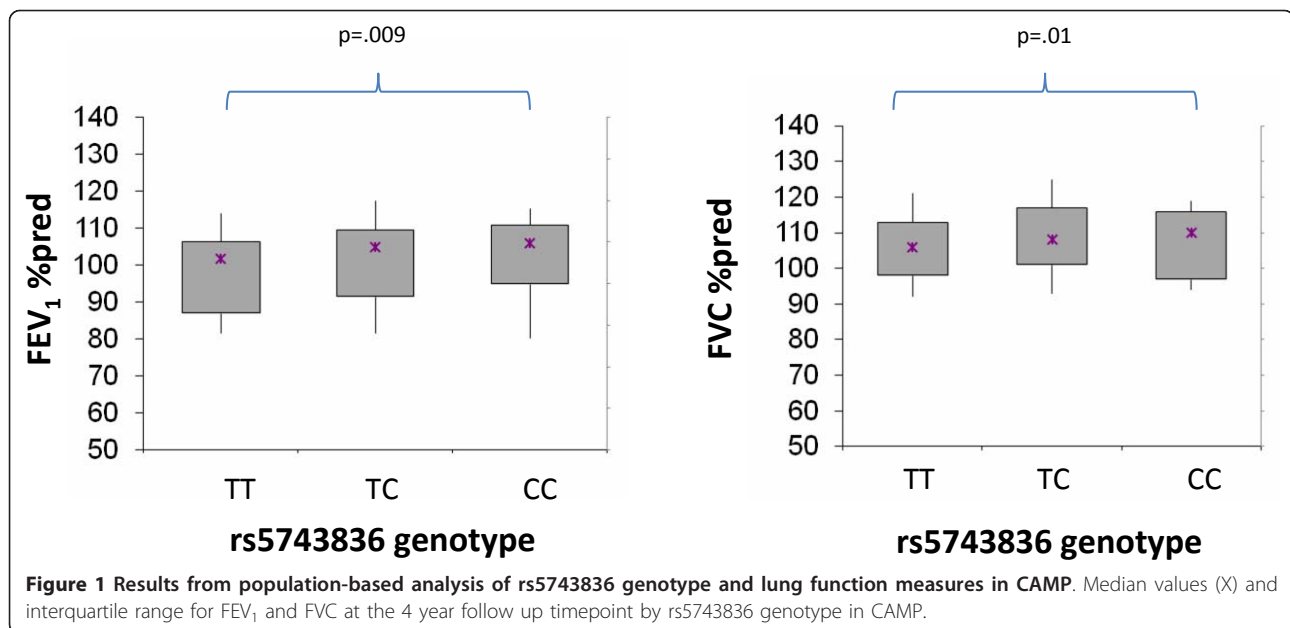 p=.009
140
130
120
110
100
90
80
70
60
50
FEV1 %pred
TT TC CC
rs5743836 genotype
p=.01
140
130
120
110
100
90
80
70
60
50
FVC %pred
TT TC CC
rs5743836 genotype
Figure 1 Results from population-based analysis of rs5743836 genotype and lung function measures in CAMP. Median values (X) and
interquartile range for FEV1 and FVC at the 4 year follow up timepoint by rs5743836 genotype in CAMP.